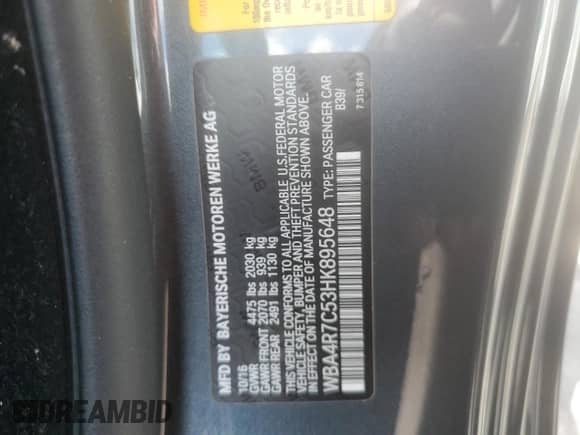 MFD BY BAYERISCHE MOTOREN WERKE AG
10/16
GVWR 4475 lbs 2030 kg
GAWR FRONT 2070 lbs 939 kg
GAWR REAR 2491 lbs 1130 kg
THIS VEHICLE CONFORMS TO ALL APPLICABLE U.S. FEDERAL MOTOR
VEHICLE SAFETY, BUMPER AND THEFT PREVENTION STANDARDS
IN EFFECT ON THE DATE OF MANUFACTURE SHOWN ABOVE.
WBA4R7C53HK895648 TYPE: PASSENGER CAR
B39/
7 315 614
BMW
DREAMBID